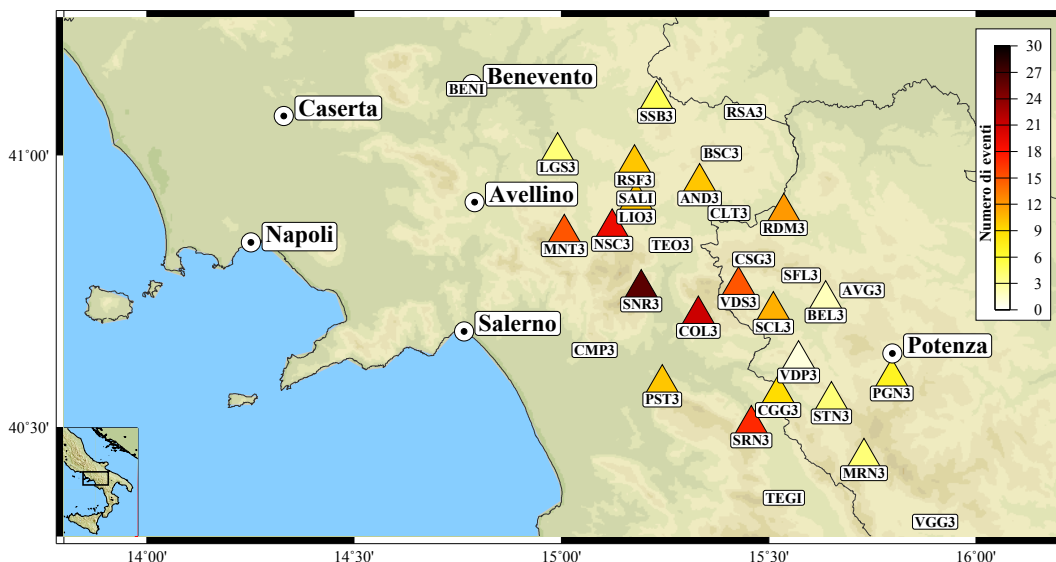 Benevento
BENI
Caserta
SSB3
RSA3
41°00'
LGS3
BSC3
RSF3
SALI
AND3
Avellino
LIO3
CLT3
RDM3
Napoli
MNT3
NSC3
TEO3
CSG3
SFL3
AVG3
SNR3
VDS3
BEL3
COL3
SCL3
Salerno
CMP3
VDP3
Potenza
PST3
CGG3
STN3
PGN3
40°30'
SRN3
MRN3
TEGI
VGG3
14°00'
14°30'
15°00'
15°30'
16°00'
Numero di eventi
30
27
24
21
18
15
12
9
6
3
0